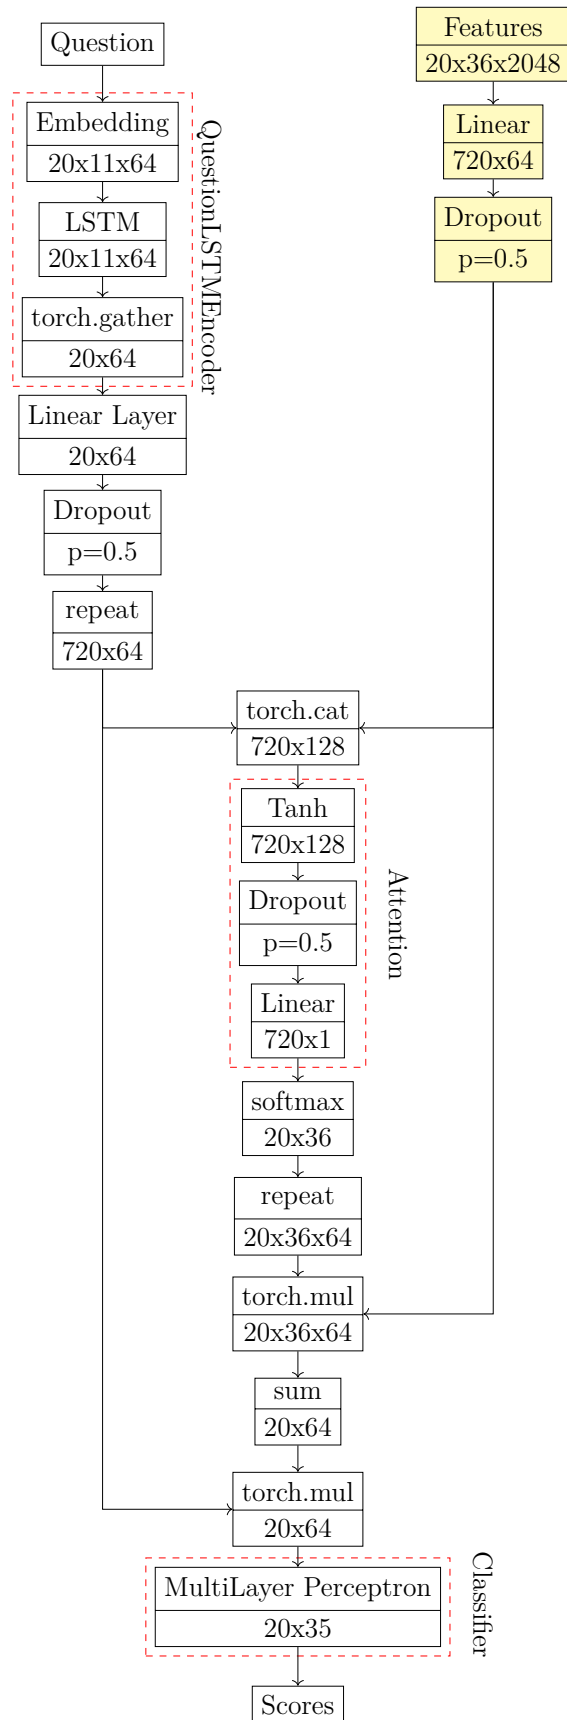 Question
Embedding
20x11x64
LSTM
20x11x64
torch.gather
20x64
QuestionLSTMEncoder
Linear Layer
20x64
Dropout
p=0.5
repeat
720x64
Features
20x36x2048
Linear
720x64
Dropout
p=0.5
torch.cat
720x128
Tanh
720x128
Dropout
p=0.5
Linear
720x1
Attention
softmax
20x36
repeat
20x36x64
torch.mul
20x36x64
sum
20x64
torch.mul
20x64
MultiLayer Perceptron
20x35
Classifier
Scores